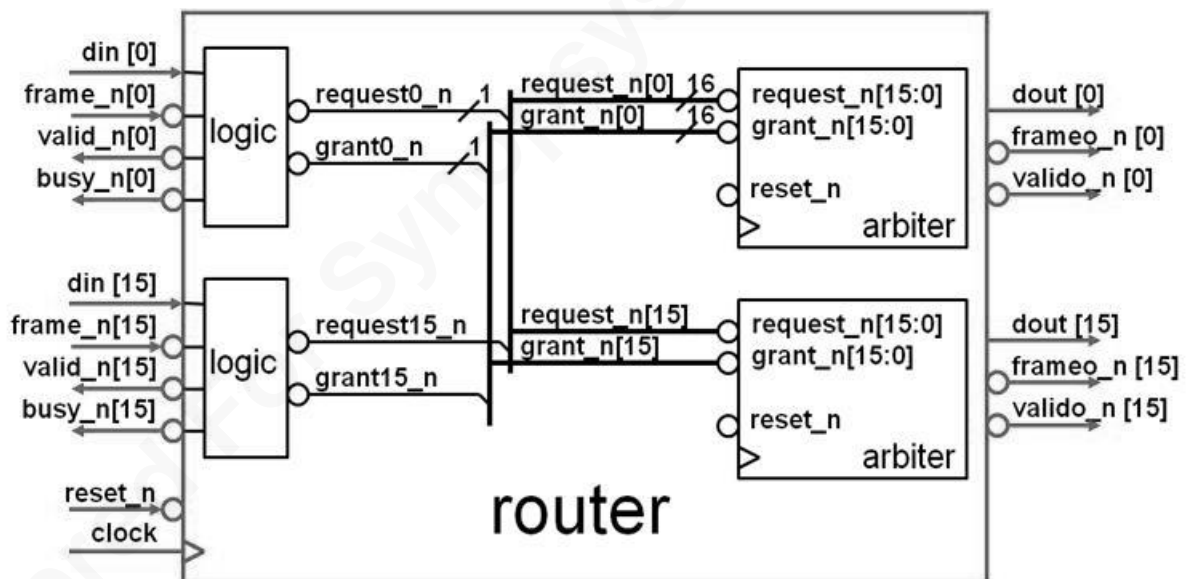 din [0]
frame_n[0]
valid_n[0]
busy_n[0]
logic
request0_n
1
grant0_n
1
request_n[0]
16
grant_n[0]
16
request_n[15:0]
grant_n[15:0]
reset_n
arbiter
dout [0]
frameo_n [0]
valido_n [0]
din [15]
frame_n[15]
valid_n[15]
busy_n[15]
logic
request15_n
grant15_n
request_n[15]
grant_n[15]
request_n[15:0]
grant_n[15:0]
reset_n
arbiter
dout [15]
frameo_n [15]
valido_n [15]
reset_n
clock
router